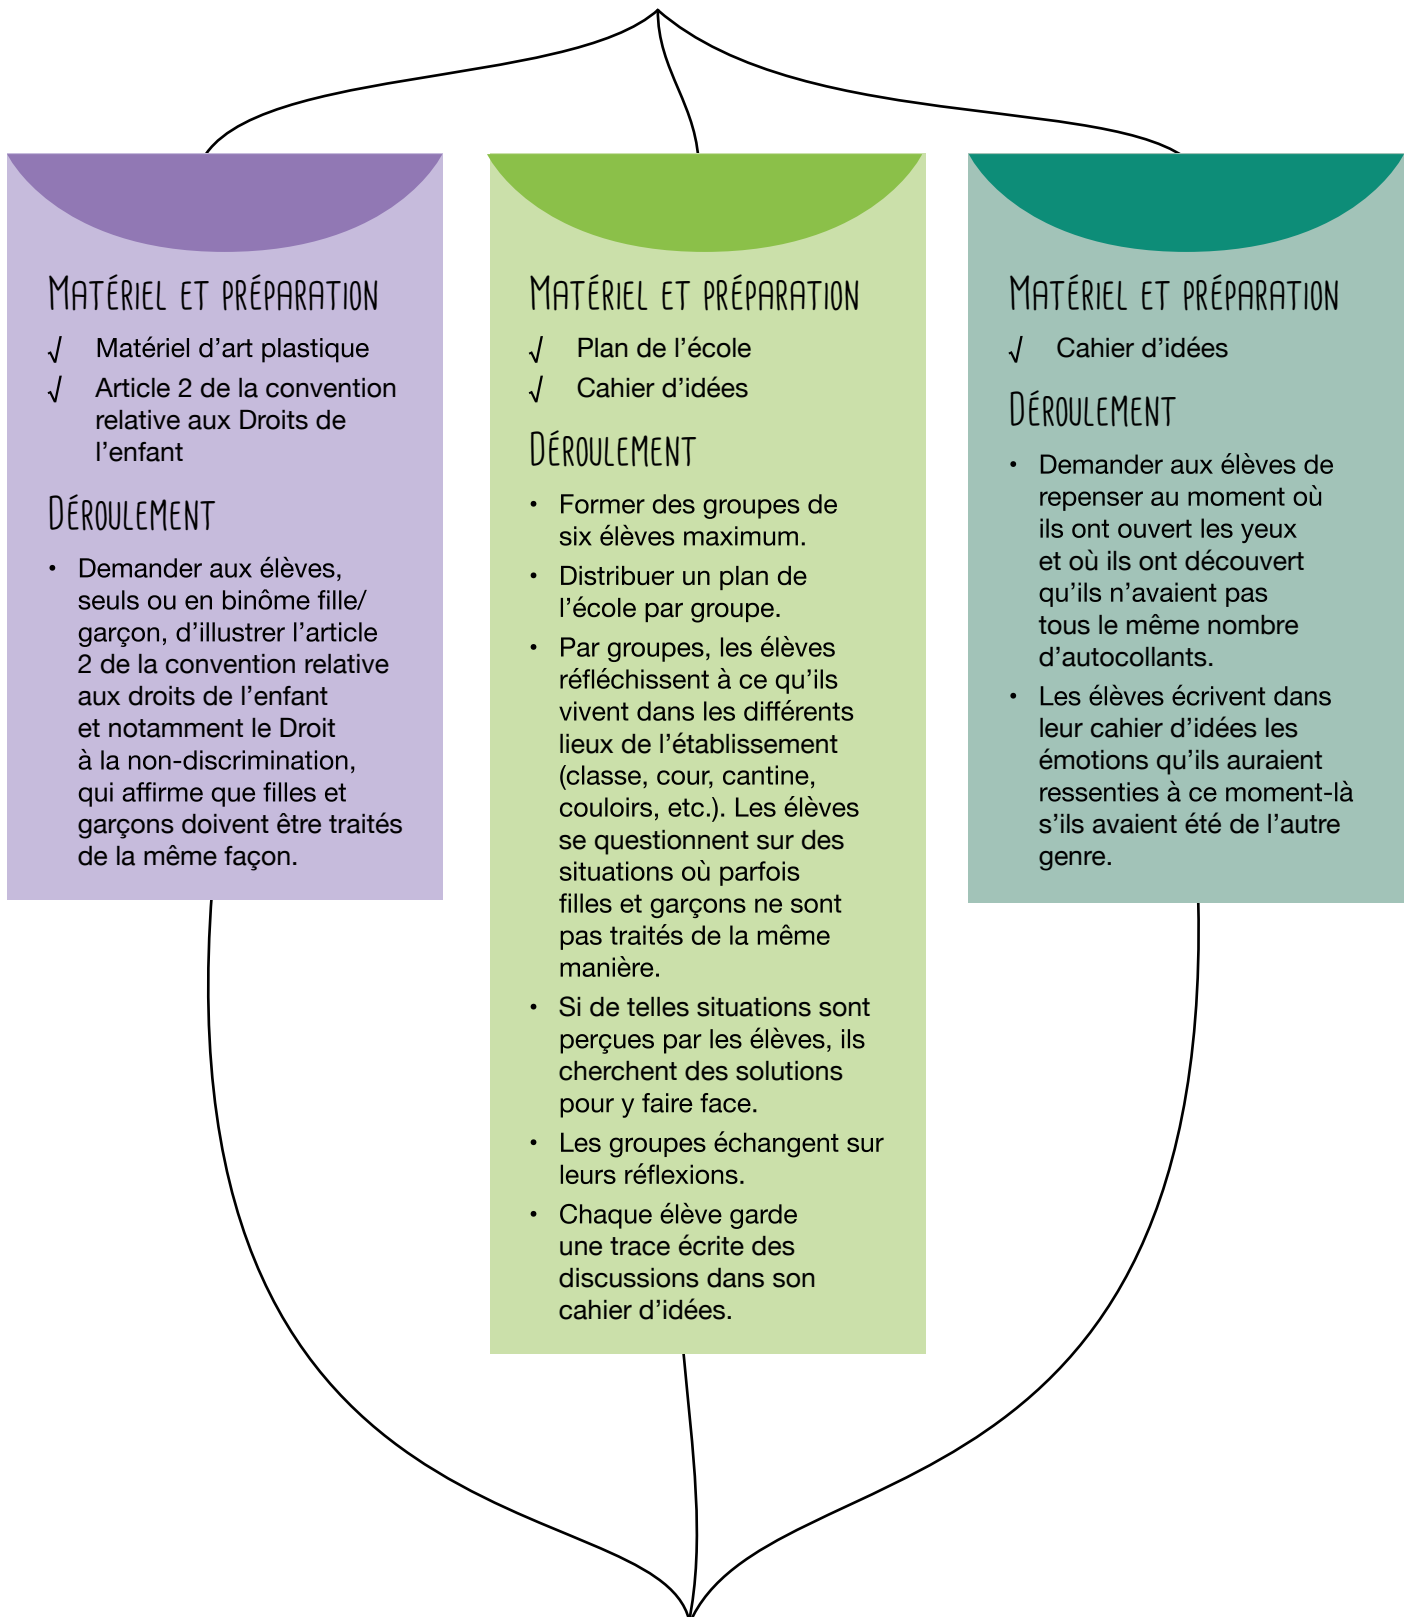 MATÉRIEL ET PRÉPARATION
√ Matériel d'art plastique
√ Article 2 de la convention
relative aux Droits de
l'enfant
DÉROULEMENT
• Demander aux élèves,
seuls ou en binôme fille/
garçon, d'illustrer l'article
2 de la convention relative
aux droits de l'enfant
et notamment le Droit
à la non-discrimination,
qui affirme que filles et
garçons doivent être traités
de la même façon.
MATÉRIEL ET PRÉPARATION
√ Plan de l'école
√ Cahier d'idées
DÉROULEMENT
• Former des groupes de
six élèves maximum.
• Distribuer un plan de
l'école par groupe.
• Par groupes, les élèves
réfléchissent à ce qu'ils
vivent dans les différents
lieux de l'établissement
(classe, cour, cantine,
couloirs, etc.). Les élèves
se questionnent sur des
situations où parfois
filles et garçons ne sont
pas traités de la même
manière.
• Si de telles situations sont
perçues par les élèves, ils
cherchent des solutions
pour y faire face.
• Les groupes échangent sur
leurs réflexions.
• Chaque élève garde
une trace écrite des
discussions dans son
cahier d'idées.
MATÉRIEL ET PRÉPARATION
√ Cahier d'idées
DÉROULEMENT
• Demander aux élèves de
repenser au moment où
ils ont ouvert les yeux
et où ils ont découvert
qu'ils n'avaient pas
tous le même nombre
d'autocollants.
• Les élèves écrivent dans
leur cahier d'idées les
émotions qu'ils auraient
ressenties à ce moment-là
s'ils avaient été de l'autre
genre.